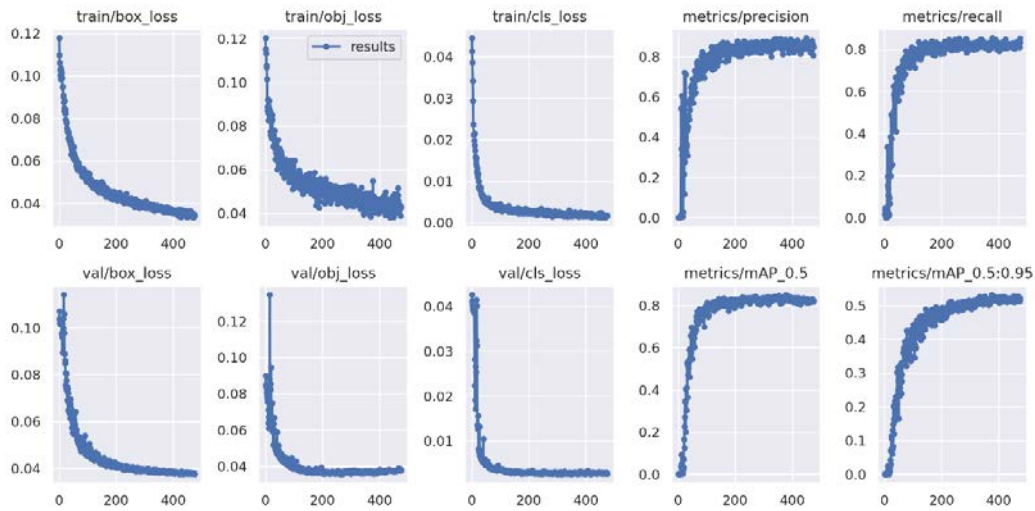 train/box_loss train/obj_loss train/cls_loss metrics/precision metrics/recall
0.12 0.12 0.04 0.8 0.8
results
0.10 0.10 0.03 0.6 0.6
0.08 0.08 0.02 0.4 0.4
0.06 0.06 0.01 0.2 0.2
0.04 0.04 0.00 0.0 0.0
0 200 400 0 200 400 0 200 400 0 200 400 0 200 400
val/box_loss val/obj_loss val/cls_loss metrics/mAP_0.5 metrics/mAP_0.5:0.95
0.10 0.12 0.04 0.8 0.5
0.08 0.10 0.03 0.6 0.4
0.06 0.08 0.02 0.4 0.3
0.04 0.06 0.01 0.2 0.2
0.04 0.0 0.1
0.0
0 200 400 0 200 400 0 200 400 0 200 400 0 200 400